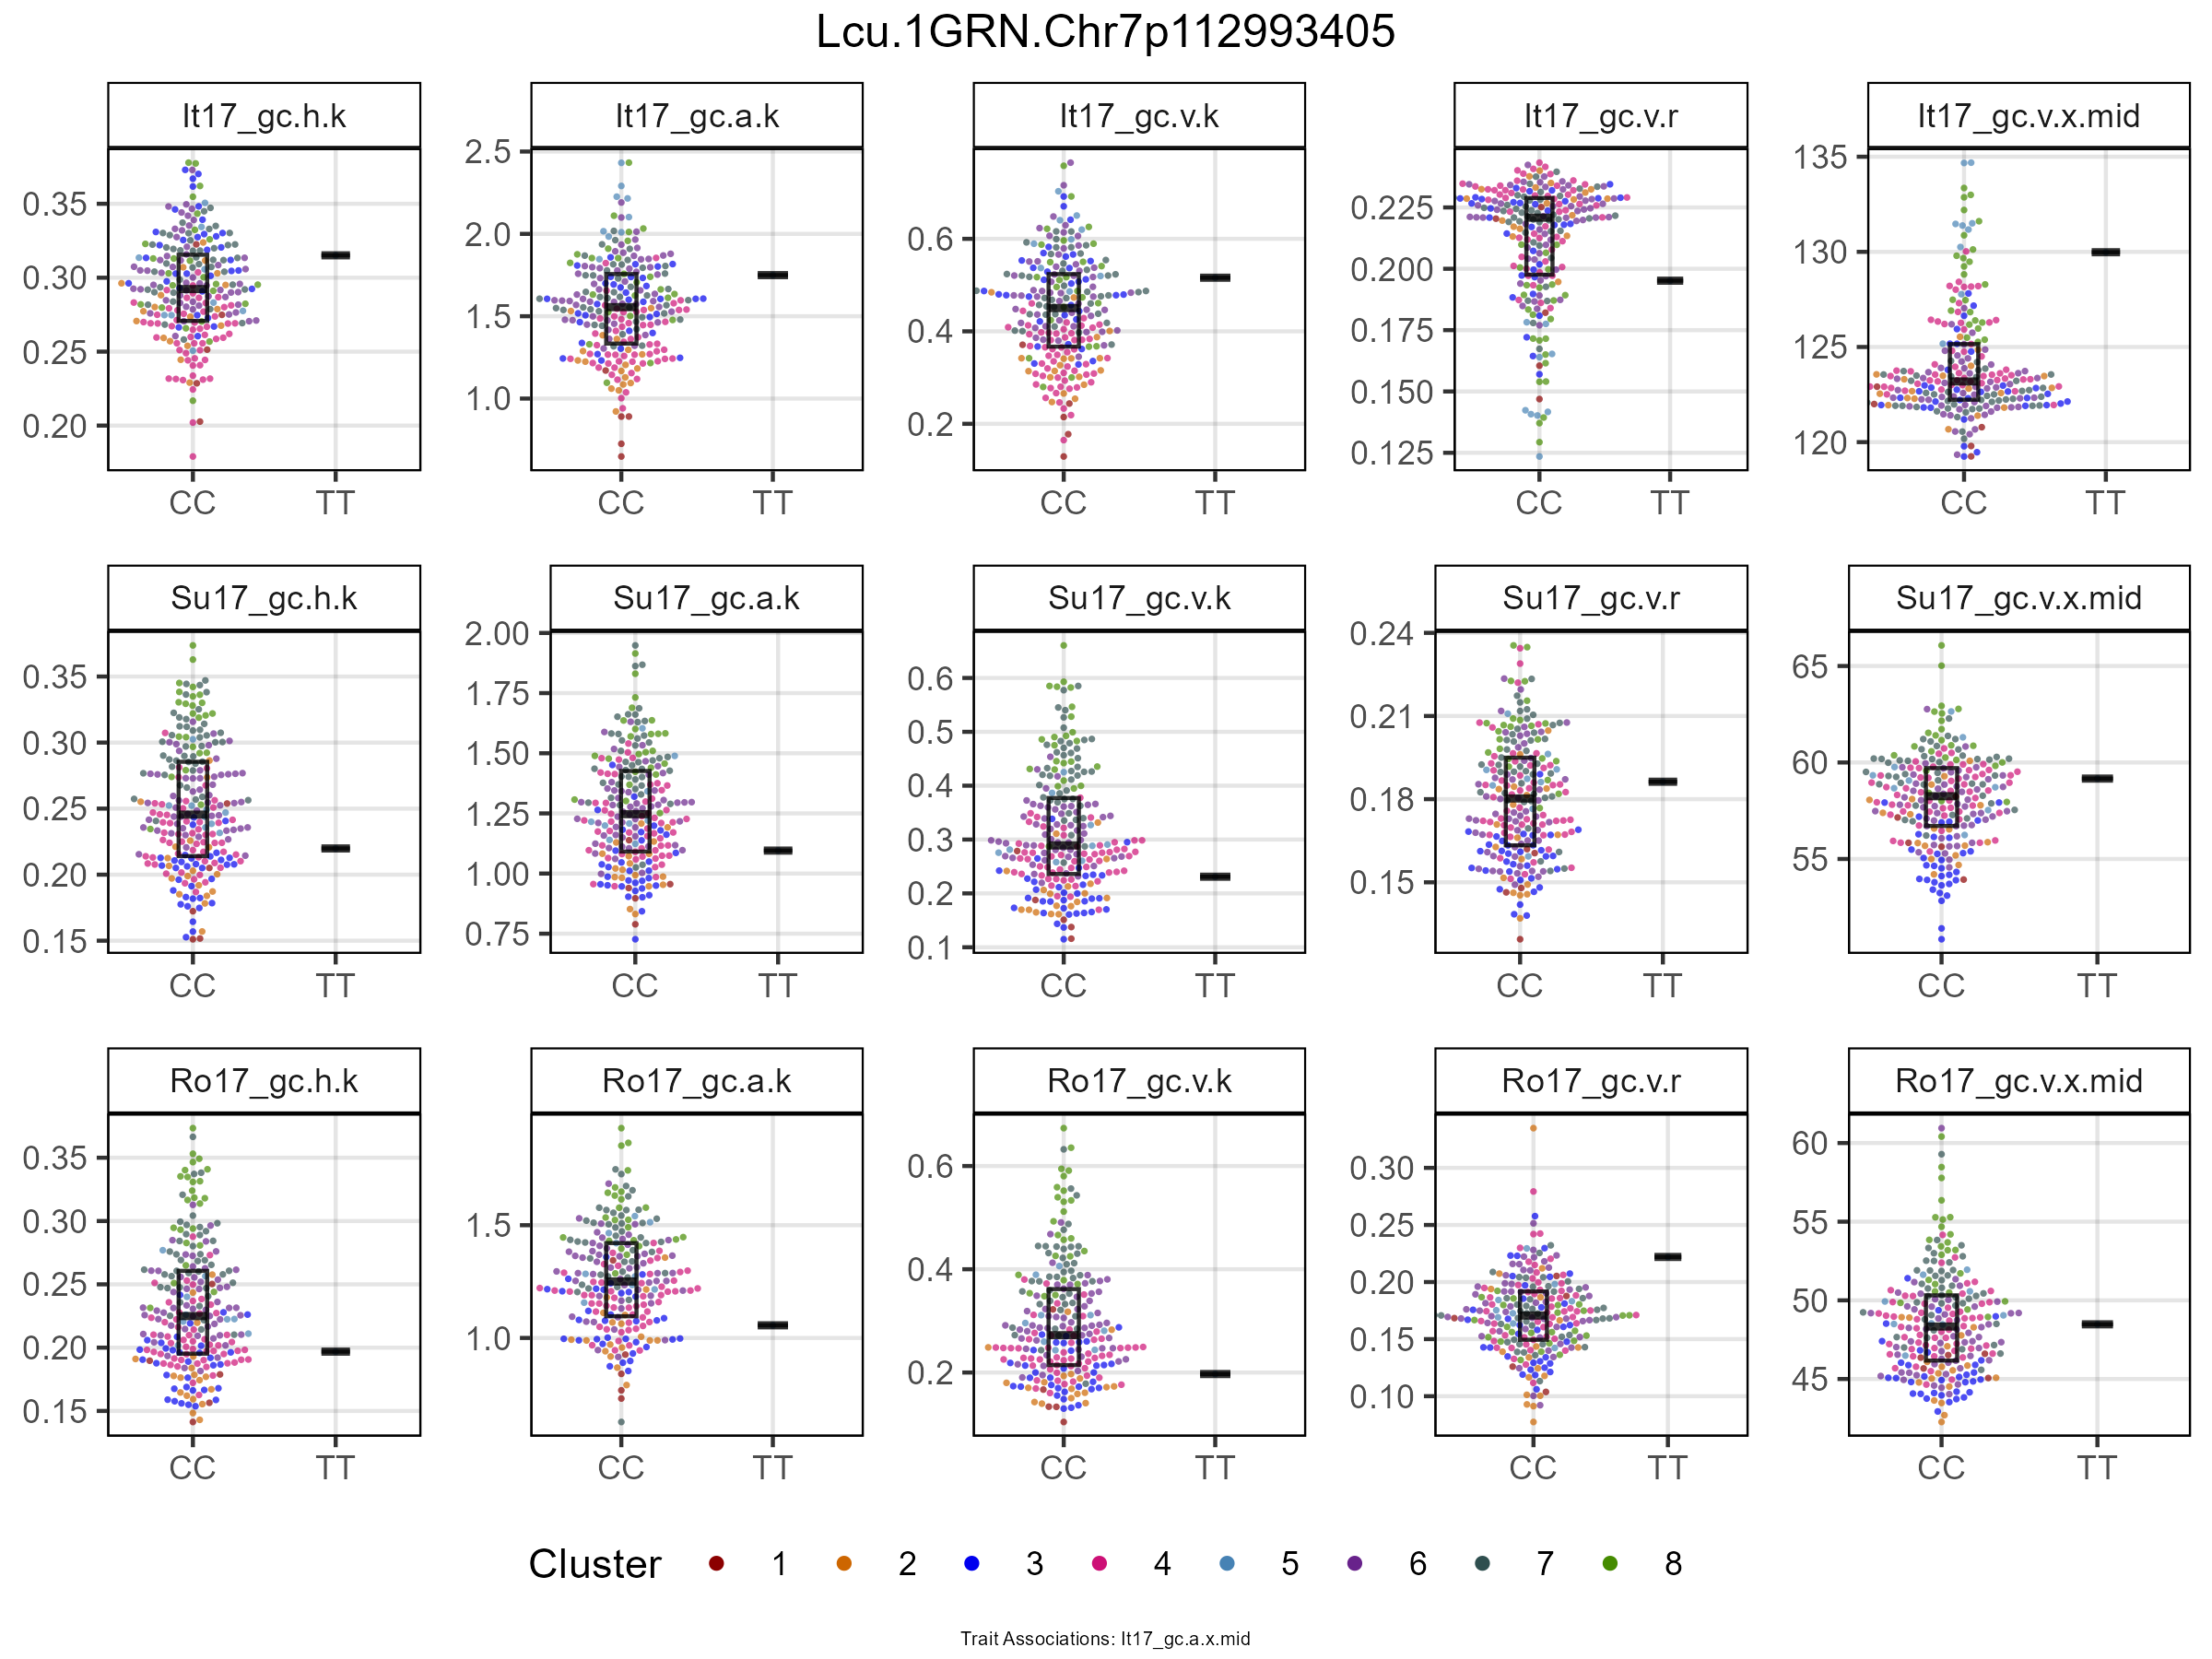 Lcu.1GRN.Chr7p112993405
It17_gc.h.k
It17_gc.a.k
It17_gc.v.k
It17_gc.v.r
It17_gc.v.x.mid
0.35
0.30
0.25
0.20
CC TT
2.5
2.0
1.5
1.0
CC TT
0.6
0.4
0.2
CC TT
0.225
0.200
0.175
0.150
0.125
CC TT
135
130
125
120
CC TT
Su17_gc.h.k
Su17_gc.a.k
Su17_gc.v.k
Su17_gc.v.r
Su17_gc.v.x.mid
0.35
0.30
0.25
0.20
0.15
CC TT
2.00
1.75
1.50
1.25
1.00
0.75
CC TT
0.6
0.5
0.4
0.3
0.2
0.1
CC TT
0.24
0.21
0.18
0.15
CC TT
65
60
55
CC TT
Ro17_gc.h.k
Ro17_gc.a.k
Ro17_gc.v.k
Ro17_gc.v.r
Ro17_gc.v.x.mid
0.35
0.30
0.25
0.20
0.15
CC TT
1.5
1.0
CC TT
0.6
0.4
0.2
CC TT
0.30
0.25
0.20
0.15
0.10
CC TT
60
55
50
45
CC TT
Cluster 1 2 3 4 5 6 7 8
Trait Associations: It17_gc.a.x.mid